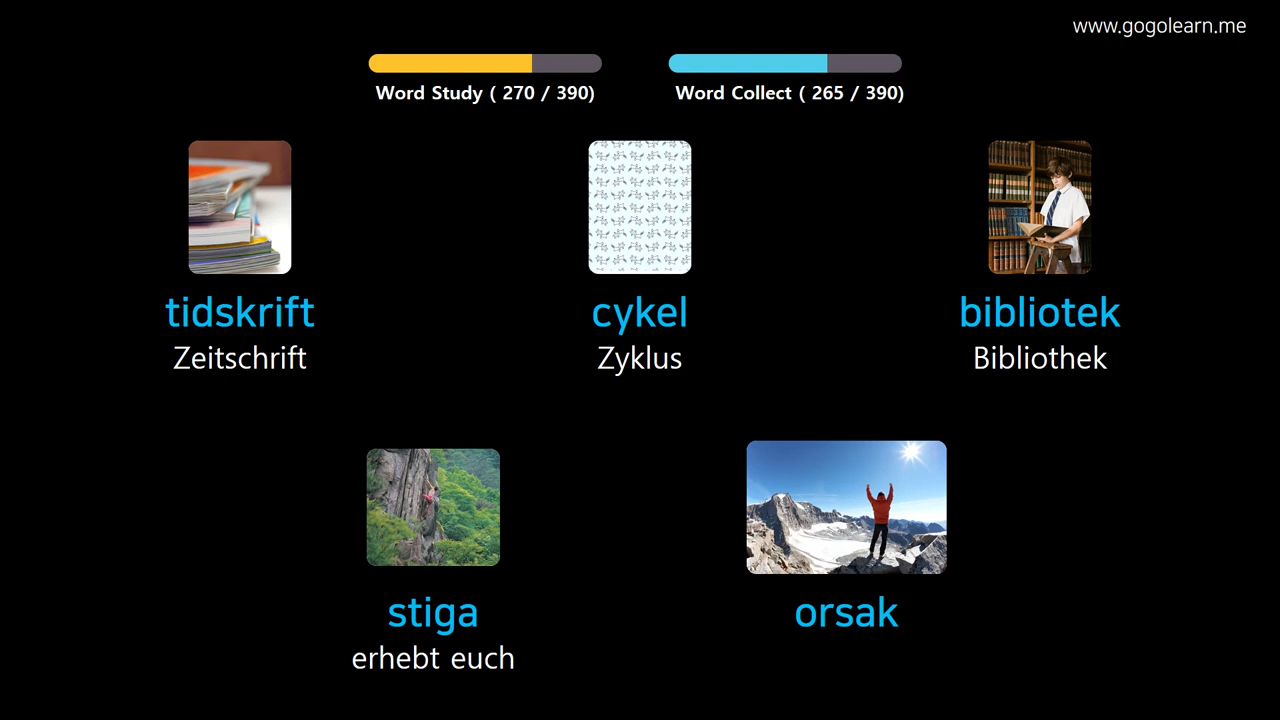 www.gogolearn.me
Word Study ( 270 / 390)
Word Collect ( 265 / 390)
tidskrift
Zeitschrift
cykel
Zyklus
bibliotek
Bibliothek
stiga
erhebt euch
orsak